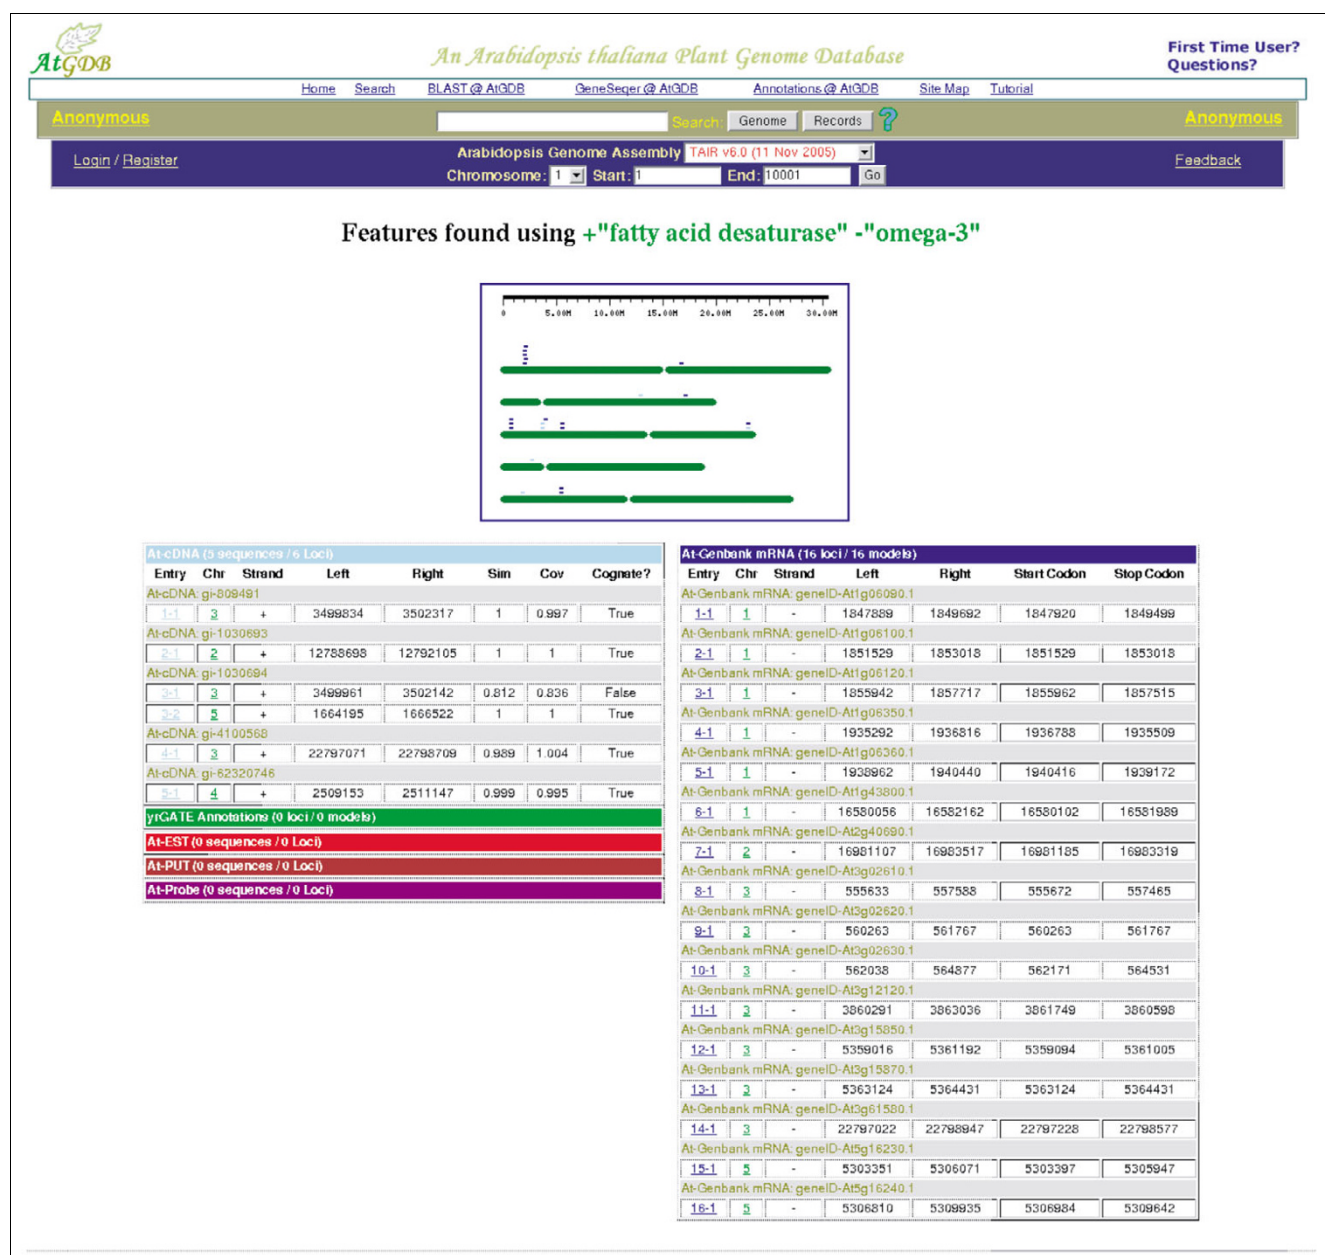 AtGDB
An Arabidopsis thaliana Plant Genome Database
First Time User?
Questions?
Home Search BLAST @ AtGDB GeneSeqer @ AtGDB Annotations @ AtGDB Site Map Tutorial
Anonymous Search: Genome Records ? Anonymous
Login / Register
Arabidopsis Genome Assembly TAIR v6.0 (11 Nov 2005)
Chromosome: 1 Start: 1 End: 10001 Go
Feedback
Features found using +"fatty acid desaturase" -"omega-3"
0 5.00M 10.00M 15.00M 20.00M 25.00M 30.00M
At-cDNA (5 sequences / 6 Loci)
Entry Chr Strand Left Right Sim Cov Cognate?
At-cDNA: gi-809491
1-1 3 + 3499834 3502317 1 0.997 True
At-cDNA: gi-1030693
2-1 2 + 12788698 12792105 1 1 True
At-cDNA: gi-1030694
3-1 3 + 3499961 3502142 0.812 0.836 False
3-2 5 + 1664195 1666522 1 1 True
At-cDNA: gi-4100568
4-1 3 + 22797071 22798709 0.989 1.004 True
At-cDNA: gi-62320746
5-1 4 + 2509153 2511147 0.999 0.995 True
yrGATE Annotations (0 loci / 0 models)
At-EST (0 sequences / 0 Loci)
At-PUT (0 sequences / 0 Loci)
At-Probe (0 sequences / 0 Loci)
At-Genbank mRNA (16 loci / 16 models)
Entry Chr Strand Left Right Start Codon Stop Codon
At-Genbank mRNA: geneID-At1g06090.1
1-1 1 - 1847889 1849692 1847920 1849499
At-Genbank mRNA: geneID-At1g06100.1
2-1 1 - 1851529 1853018 1851529 1853018
At-Genbank mRNA: geneID-At1g06120.1
3-1 1 - 1855942 1857717 1855962 1857515
At-Genbank mRNA: geneID-At1g06350.1
4-1 1 - 1935292 1936816 1936788 1935509
At-Genbank mRNA: geneID-At1g06360.1
5-1 1 - 1938962 1940440 1940416 1939172
At-Genbank mRNA: geneID-At1g43800.1
6-1 1 - 16580056 16582162 16580102 16581989
At-Genbank mRNA: geneID-At2g40690.1
7-1 2 - 16981107 16983517 16981185 16983319
At-Genbank mRNA: geneID-At3g02610.1
8-1 3 - 555633 557588 555672 557465
At-Genbank mRNA: geneID-At3g02620.1
9-1 3 - 560263 561767 560263 561767
At-Genbank mRNA: geneID-At3g02630.1
10-1 3 - 562038 564877 562171 564531
At-Genbank mRNA: geneID-At3g12120.1
11-1 3 - 3860291 3863036 3861749 3860598
At-Genbank mRNA: geneID-At3g15850.1
12-1 3 - 5359016 5361192 5359094 5361005
At-Genbank mRNA: geneID-At3g15870.1
13-1 3 - 5363124 5364431 5363124 5364431
At-Genbank mRNA: geneID-At3g61580.1
14-1 3 - 22797022 22798947 22797228 22798577
At-Genbank mRNA: geneID-At5g16230.1
15-1 5 - 5303351 5306071 5303397 5305947
At-Genbank mRNA: geneID-At5g16240.1
16-1 5 - 5306810 5309935 5306984 5309642